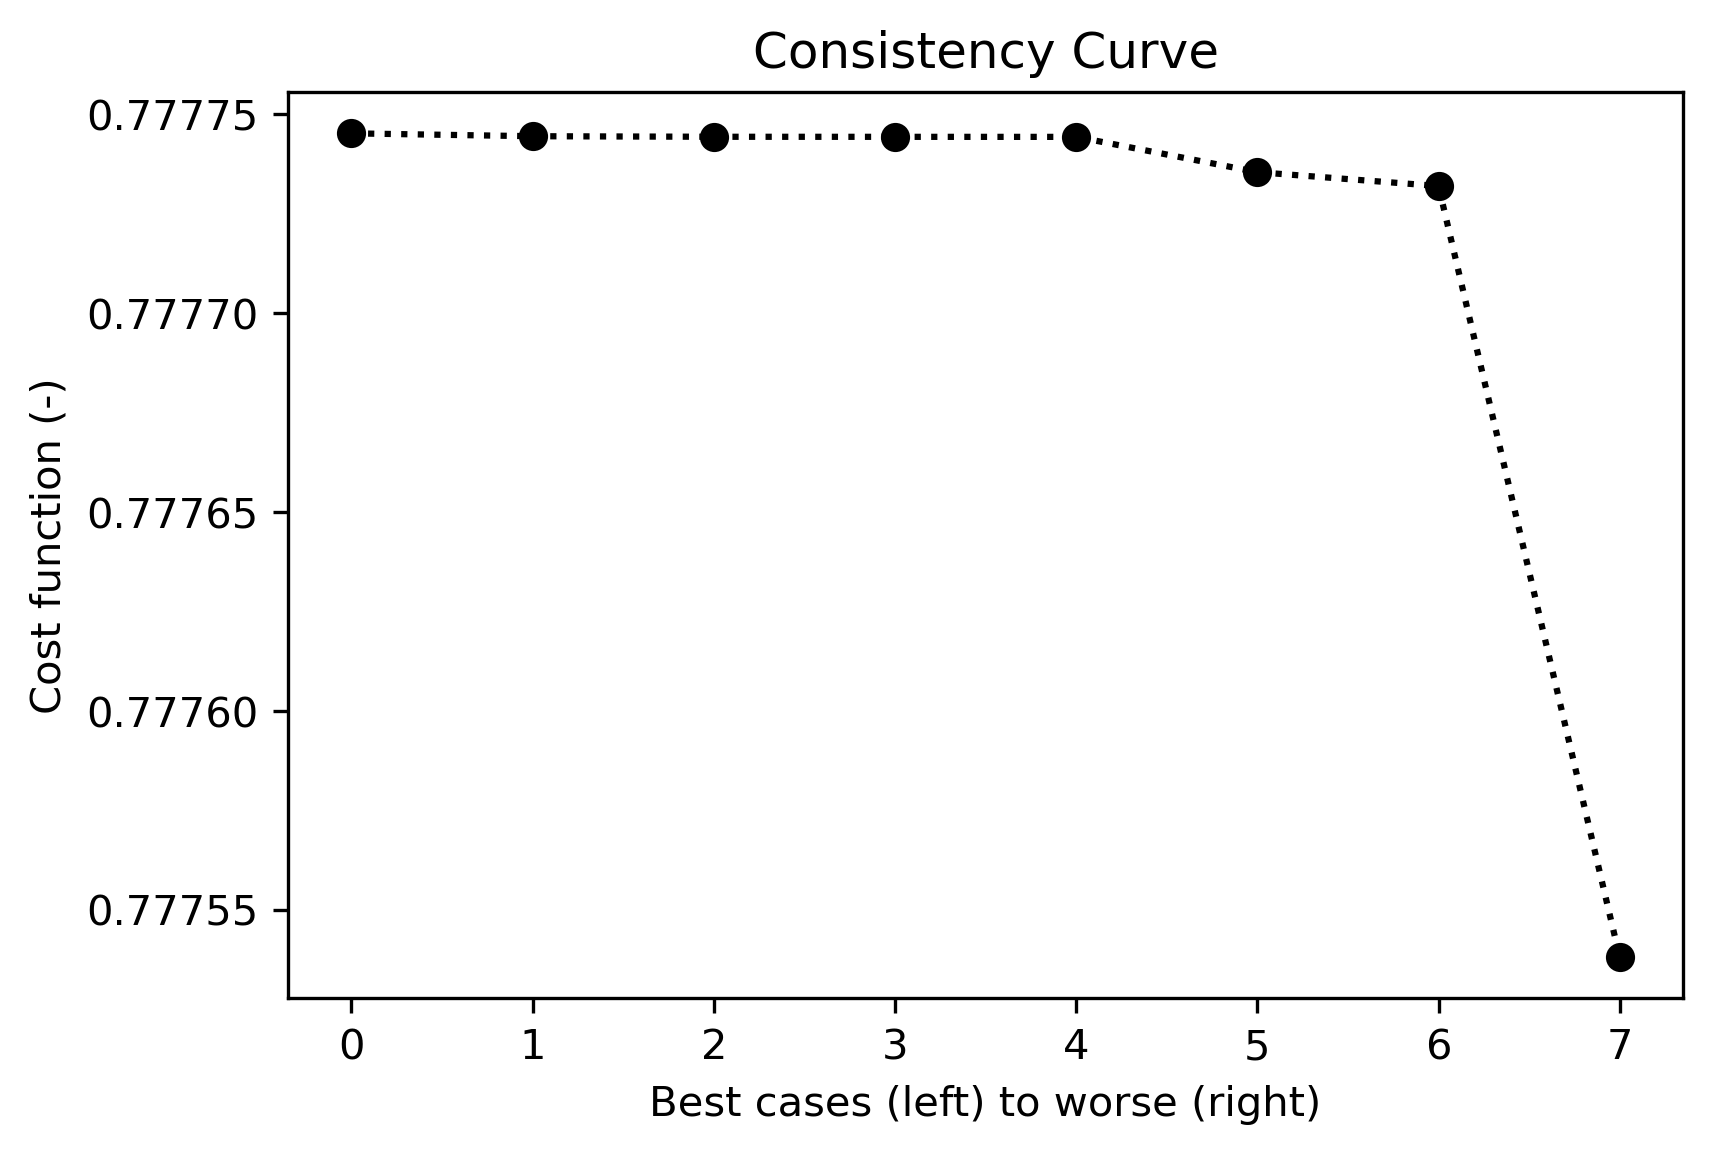 Consistency Curve
0.77775
0.77770
0.77765
0.77760
0.77755
Cost function (-)
0 1 2 3 4 5 6 7
Best cases (left) to worse (right)